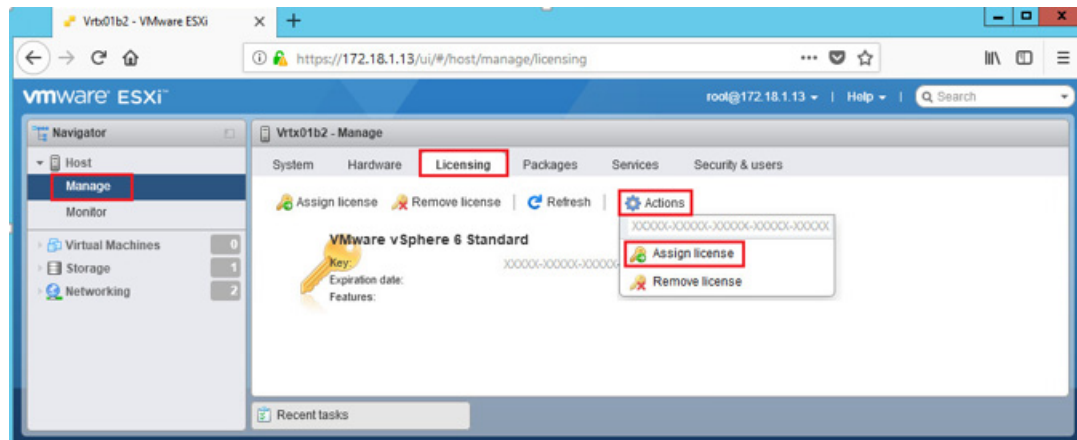 Vrtx01b2 - VMware ESXi
https://172.18.1.13/ui/#/host/manage/licensing
vmware ESXi™
root@172.18.1.13 | Help | Search
Navigator
Host
Manage
Monitor
Virtual Machines 0
Storage 1
Networking 2
Vrtx01b2 - Manage
System Hardware Licensing Packages Services Security & users
Assign license Remove license | Refresh | Actions
XXXXX-XXXXX-XXXXX-XXXXX-XXXXX
Assign license
Remove license
VMware vSphere 6 Standard
Key: XXXXX-XXXXX-XXXXX
Expiration date:
Features:
Recent tasks